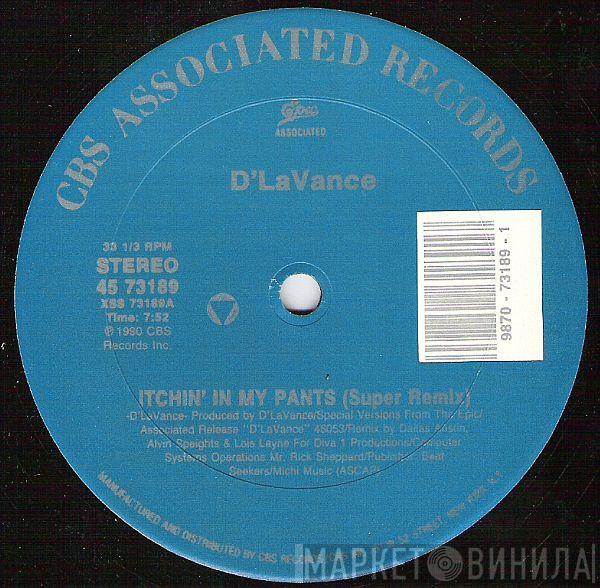 CBS ASSOCIATED RECORDS
Epic
ASSOCIATED
D'LaVance
33 1/3 RPM
STEREO
45 73189
XSS 73189A
Time: 7:52
℗ 1990 CBS
Records Inc.
9870 - 73189 - 1
ITCHIN' IN MY PANTS (Super Remix)
-D'LaVance- Produced by D'LaVance/Special Versions From The Epic/
Associated Release "D'LaVance" 46053/Remix by Dallas Austin,
Alvin Speights & Lois Layne For Diva 1 Productions/Computer
Systems Operations Mr. Rick Sheppard/Publisher: Beat
Seekers/Michi Music (ASCAP)
MANUFACTURED AND DISTRIBUTED BY CBS RECORDS 52 STREET, NEW YORK, N.Y.
МАРКЕТ ВИНИЛА